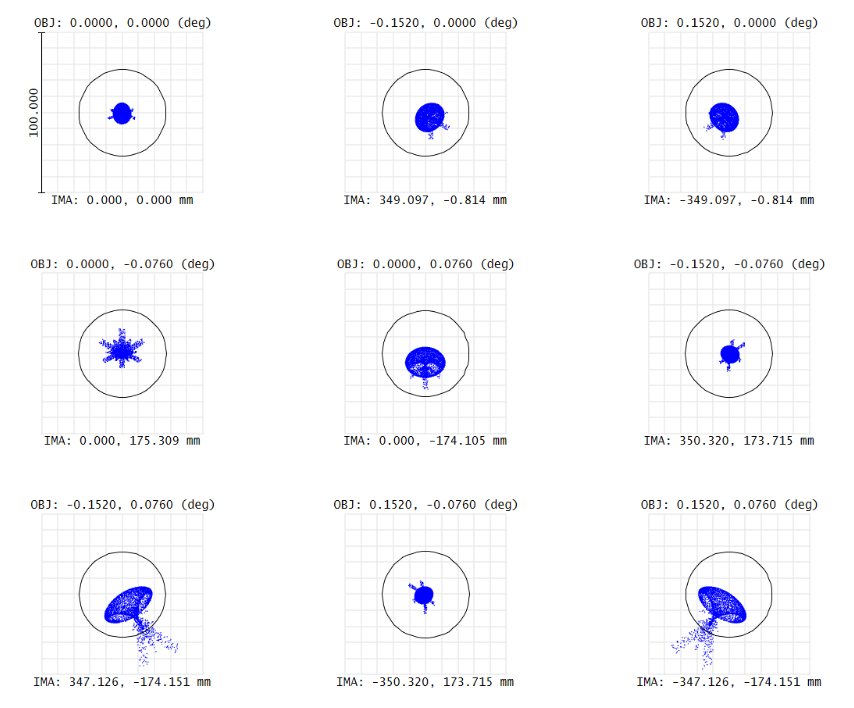 OBJ: 0.0000, 0.0000 (deg)
OBJ: -0.1520, 0.0000 (deg)
OBJ: 0.1520, 0.0000 (deg)
100.000
IMA: 0.000, 0.000 mm
IMA: 349.097, -0.814 mm
IMA: -349.097, -0.814 mm
OBJ: 0.0000, -0.0760 (deg)
OBJ: 0.0000, 0.0760 (deg)
OBJ: -0.1520, -0.0760 (deg)
IMA: 0.000, 175.309 mm
IMA: 0.000, -174.105 mm
IMA: 350.320, 173.715 mm
OBJ: -0.1520, 0.0760 (deg)
OBJ: 0.1520, -0.0760 (deg)
OBJ: 0.1520, 0.0760 (deg)
IMA: 347.126, -174.151 mm
IMA: -350.320, 173.715 mm
IMA: -347.126, -174.151 mm